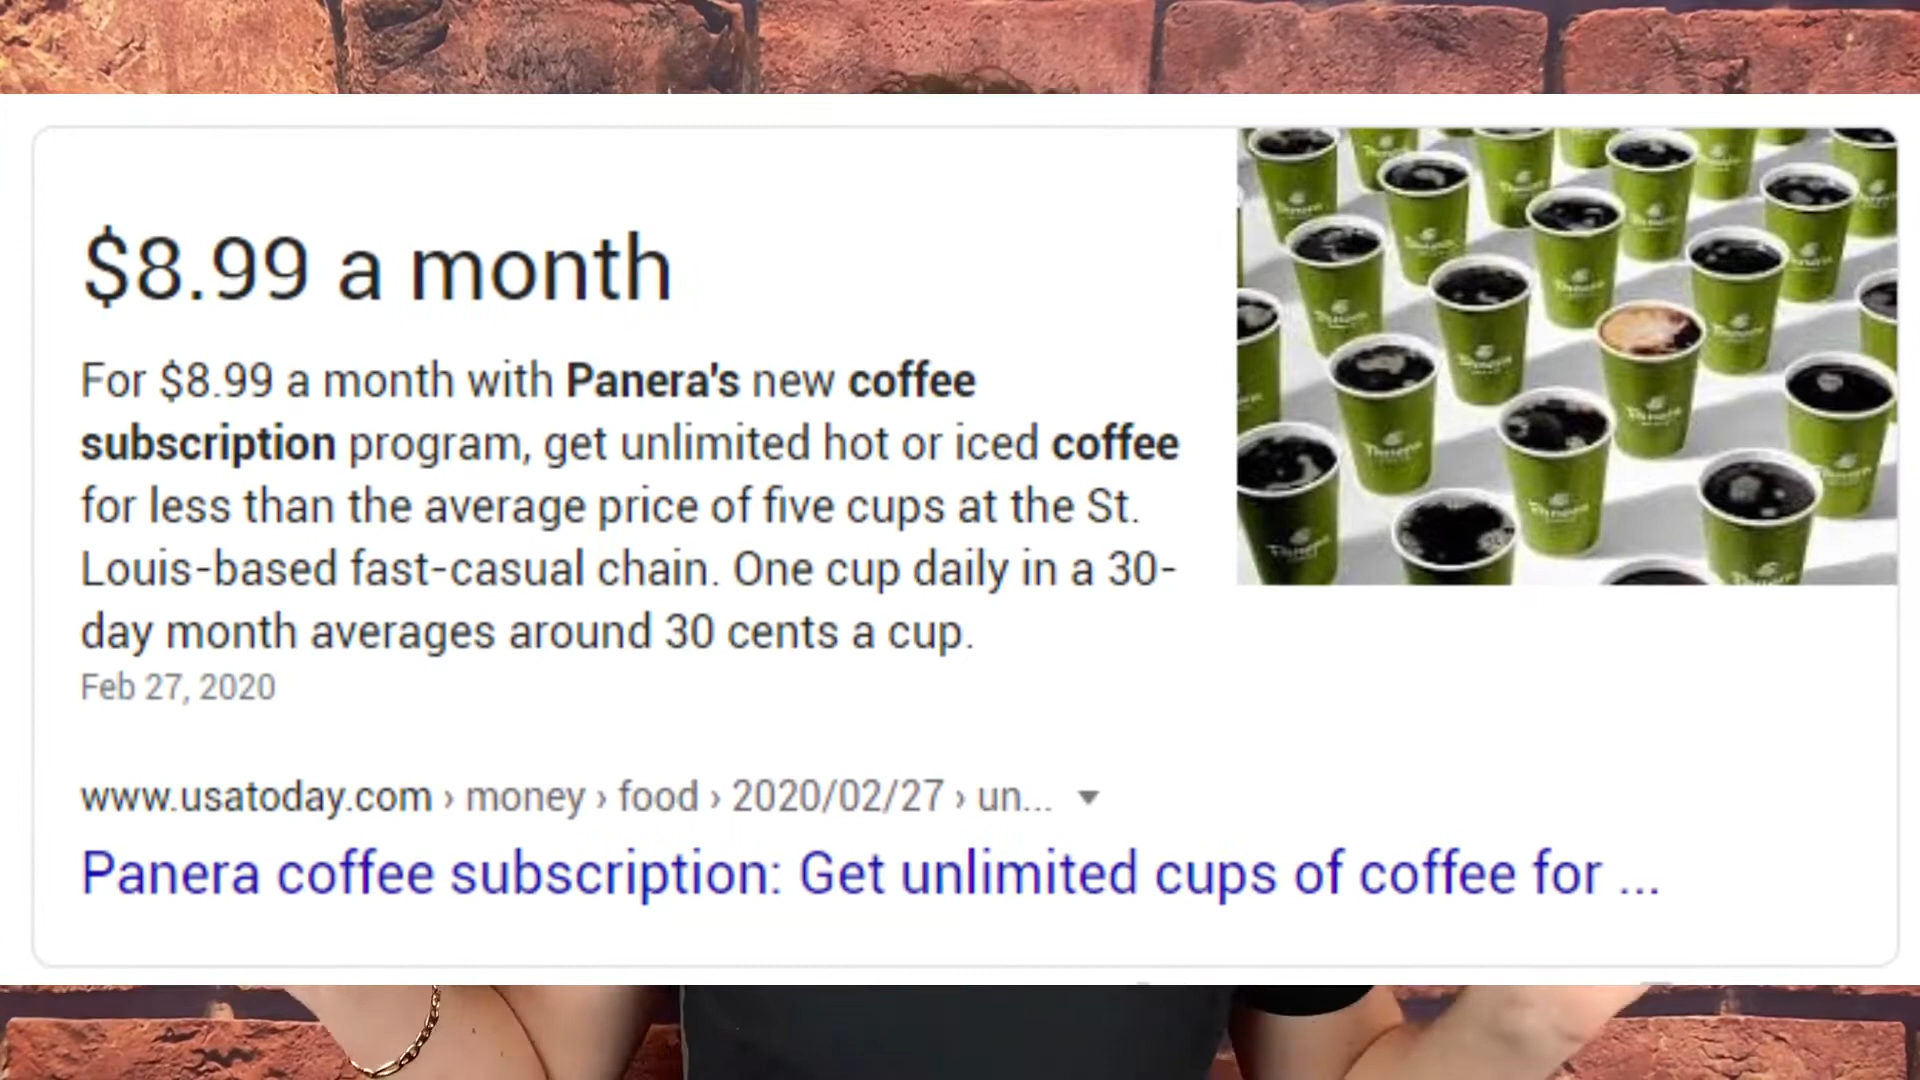 $8.99 a month
For $8.99 a month with Panera's new coffee
subscription program, get unlimited hot or iced coffee
for less than the average price of five cups at the St.
Louis-based fast-casual chain. One cup daily in a 30-
day month averages around 30 cents a cup.
Feb 27, 2020
www.usatoday.com › money › food › 2020/02/27 › un...
Panera coffee subscription: Get unlimited cups of coffee for ...